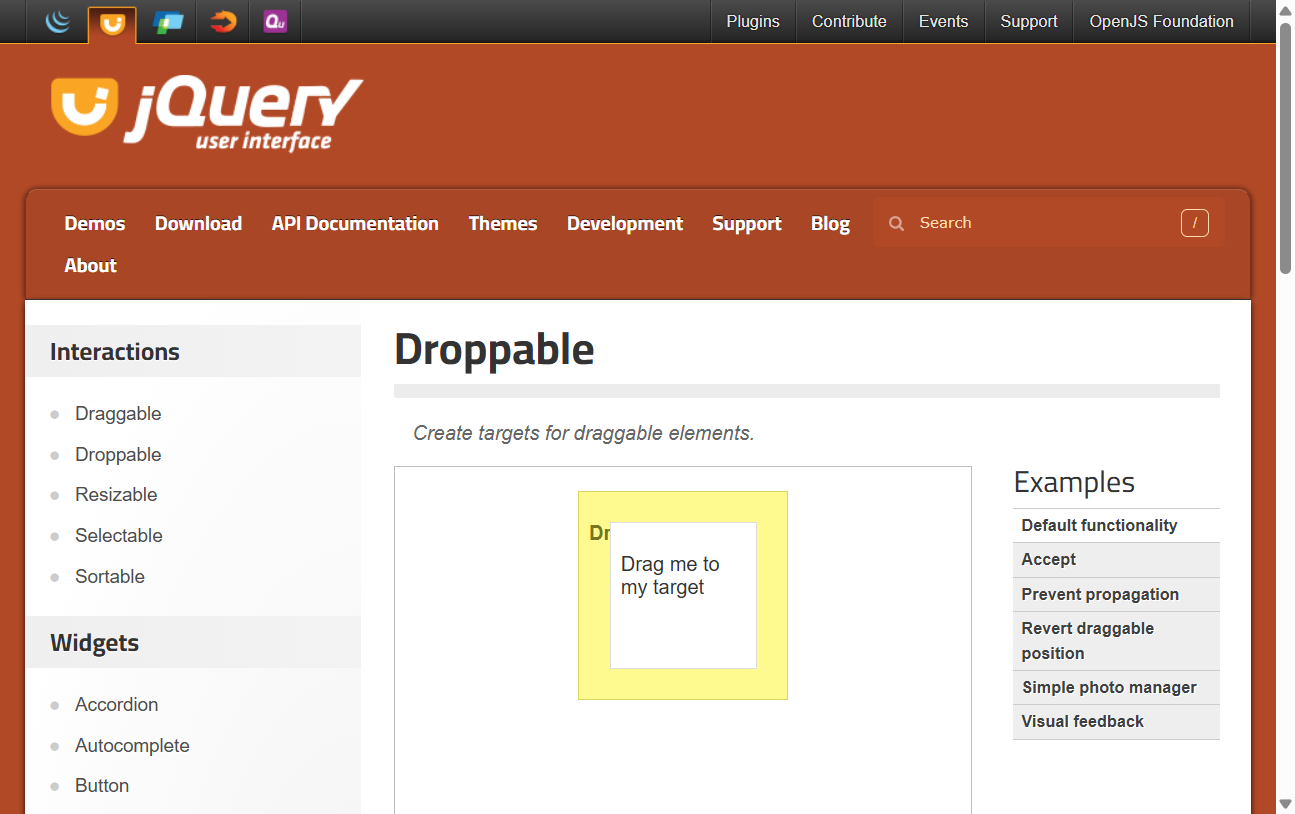 Qu
Plugins
Contribute
Events
Support
OpenJS Foundation
jQuery
user interface
Demos
Download
API Documentation
Themes
Development
Support
Blog
Search
/
About
Interactions
Draggable
Droppable
Resizable
Selectable
Sortable
Widgets
Accordion
Autocomplete
Button
Droppable
Create targets for draggable elements.
Drag me to
my target
Examples
Default functionality
Accept
Prevent propagation
Revert draggable
position
Simple photo manager
Visual feedback